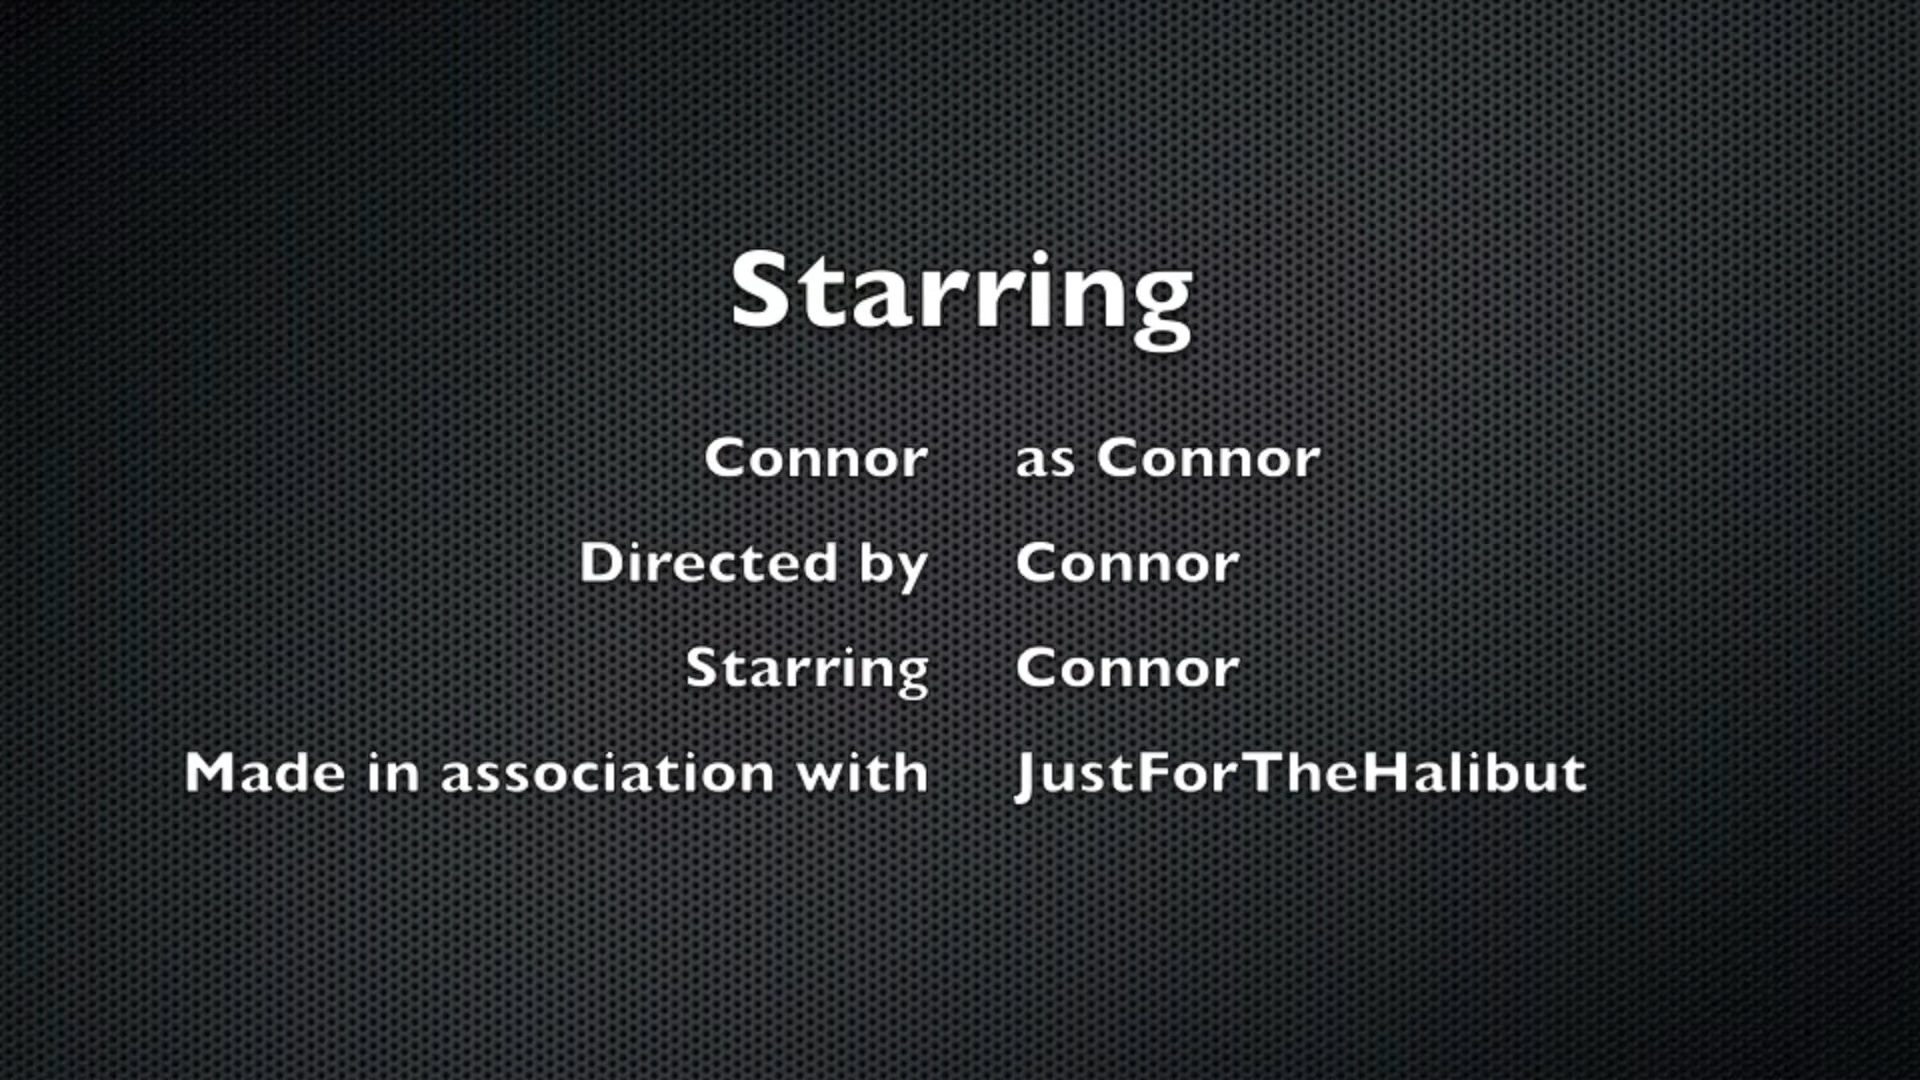 Starring
Connor as Connor
Directed by Connor
Starring Connor
Made in association with JustForTheHalibut